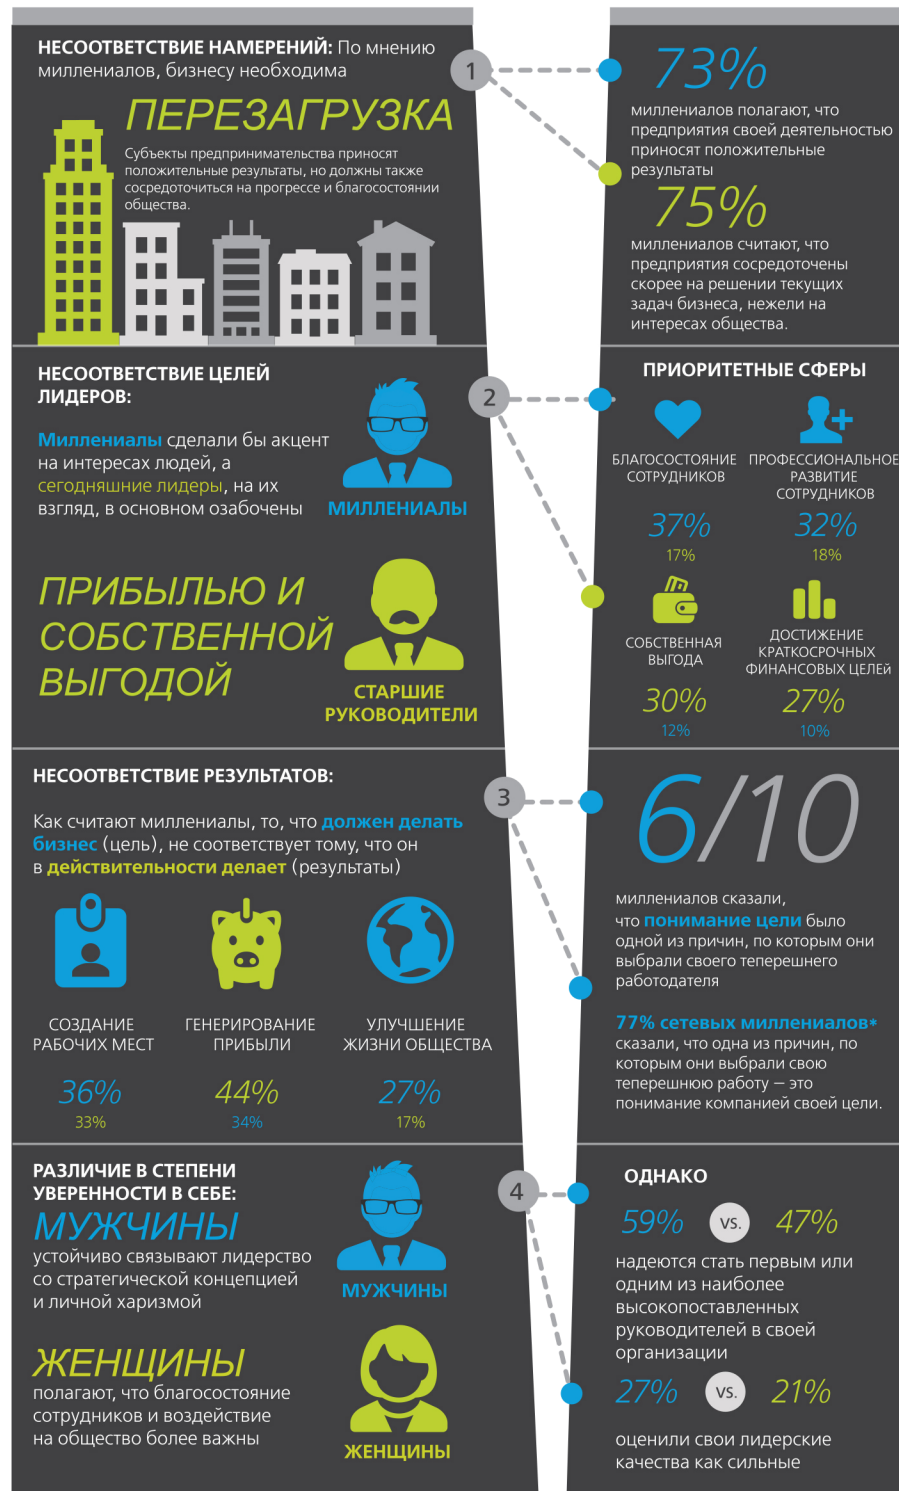 НЕСООТВЕТСТВИЕ НАМЕРЕНИЙ: По мнению
миллениалов, бизнесу необходима
ПЕРЕЗАГРУЗКА
Субъекты предпринимательства приносят
положительные результаты, но должны также
сосредоточиться на прогрессе и благосостоянии
общества.
1
73%
миллениалов полагают, что
предприятия своей деятельностью
приносят положительные
результаты
75%
миллениалов считают, что
предприятия сосредоточены
скорее на решении текущих
задач бизнеса, нежели на
интересах общества.
НЕСООТВЕТСТВИЕ ЦЕЛЕЙ
ЛИДЕРОВ:
Миллениалы сделали бы акцент
на интересах людей, а
сегодняшние лидеры, на их
взгляд, в основном озабочены
МИЛЛЕНИАЛЫ
ПРИБЫЛЬЮ И
СОБСТВЕННОЙ
ВЫГОДОЙ
СТАРШИЕ
РУКОВОДИТЕЛИ
2
ПРИОРИТЕТНЫЕ СФЕРЫ
БЛАГОСОСТОЯНИЕ
СОТРУДНИКОВ
37%
17%
ПРОФЕССИОНАЛЬНОЕ
РАЗВИТИЕ
СОТРУДНИКОВ
32%
18%
СОБСТВЕННАЯ
ВЫГОДА
30%
12%
ДОСТИЖЕНИЕ
КРАТКОСРОЧНЫХ
ФИНАНСОВЫХ ЦЕЛЕй
27%
10%
НЕСООТВЕТСТВИЕ РЕЗУЛЬТАТОВ:
Как считают миллениалы, то, что должен делать
бизнес (цель), не соответствует тому, что он
в действительности делает (результаты)
СОЗДАНИЕ
РАБОЧИХ МЕСТ
36%
33%
ГЕНЕРИРОВАНИЕ
ПРИБЫЛИ
44%
34%
УЛУЧШЕНИЕ
ЖИЗНИ ОБЩЕСТВА
27%
17%
3
6/10
миллениалов сказали,
что понимание цели было
одной из причин, по которым они
выбрали своего теперешнего
работодателя
77% сетевых миллениалов*
сказали, что одна из причин, по
которым они выбрали свою
теперешнюю работу — это
понимание компанией своей цели.
РАЗЛИЧИЕ В СТЕПЕНИ
УВЕРЕННОСТИ В СЕБЕ:
МУЖЧИНЫ
устойчиво связывают лидерство
со стратегической концепцией
и личной харизмой
МУЖЧИНЫ
ЖЕНЩИНЫ
полагают, что благосостояние
сотрудников и воздействие
на общество более важны
ЖЕНЩИНЫ
4
ОДНАКО
59% vs. 47%
надеются стать первым или
одним из наиболее
высокопоставленных
руководителей в своей
организации
27% vs. 21%
оценили свои лидерские
качества как сильные